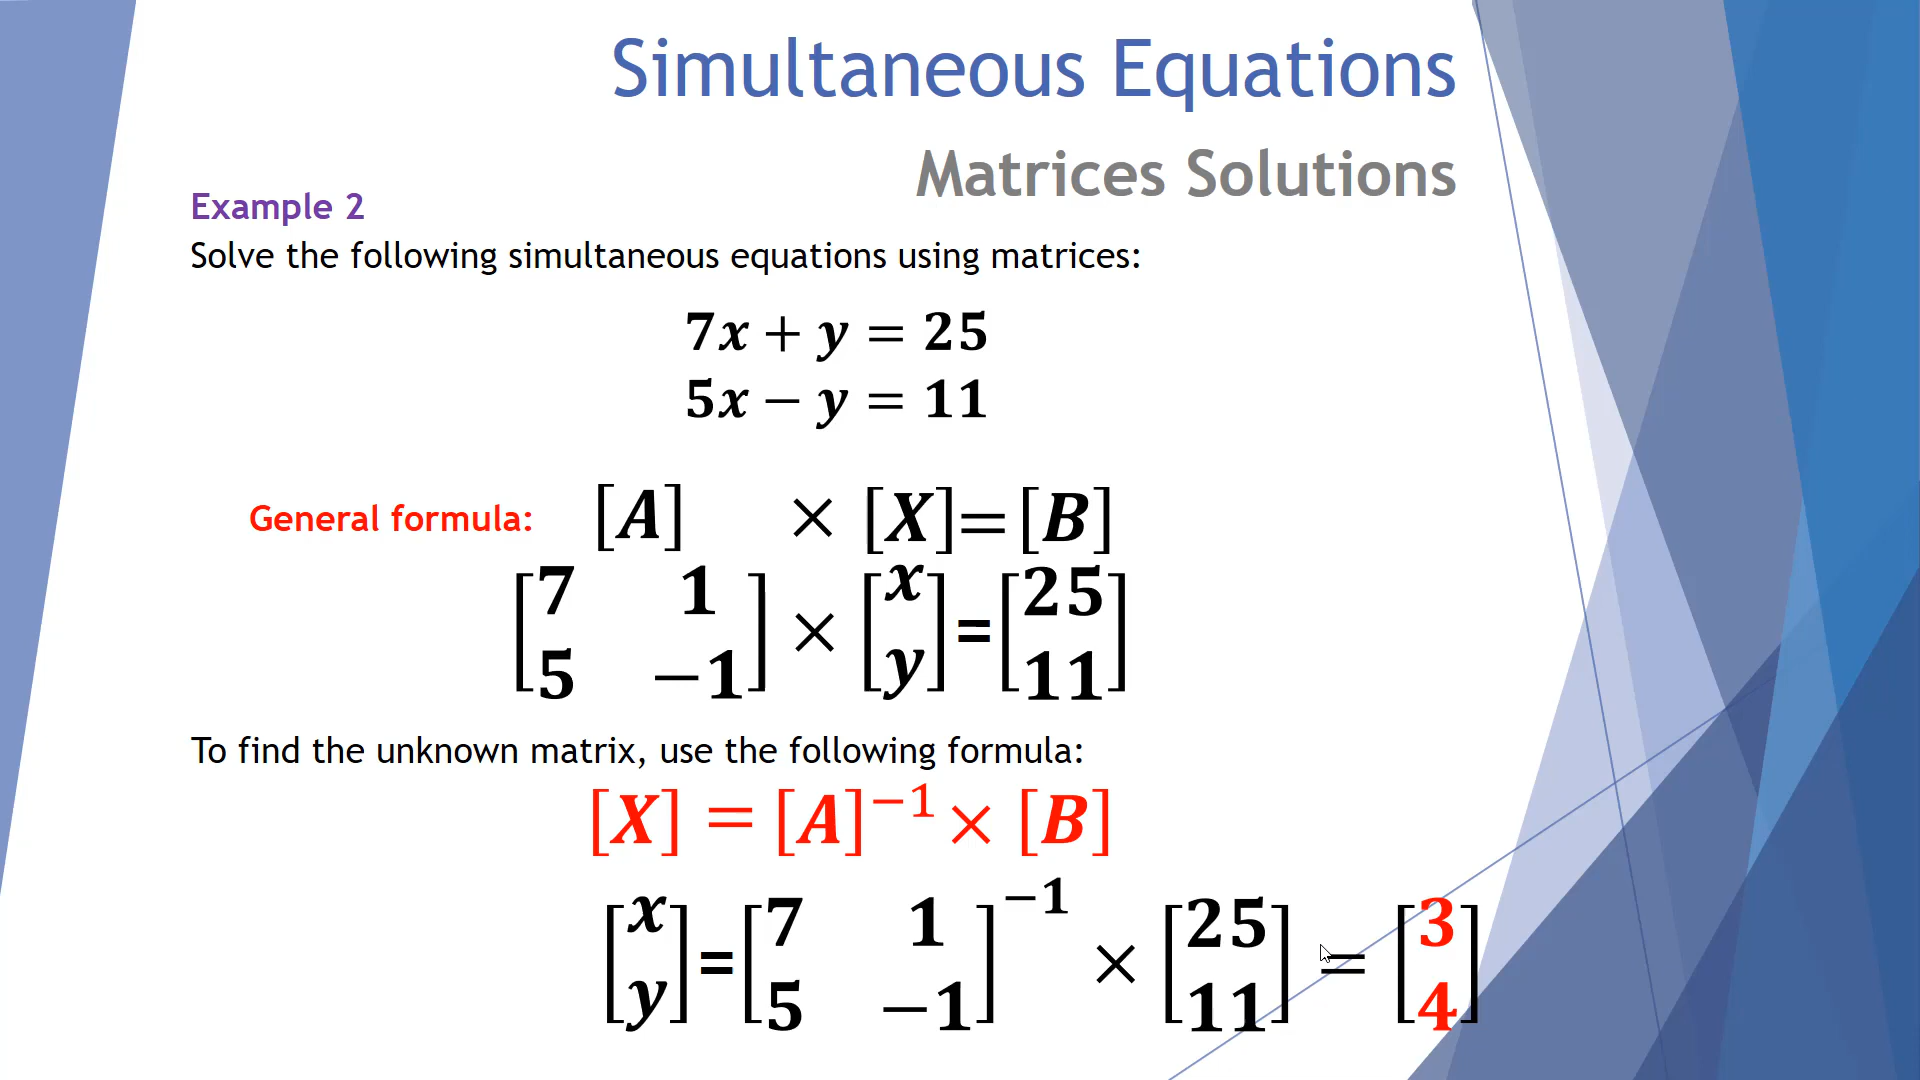 Simultaneous Equations
Matrices Solutions
Example 2
Solve the following simultaneous equations using matrices:
7x + y = 25
5x − y = 11
General formula: [A] × [X]=[B]
[7 1
5 −1] × [x
y] = [25
11]
To find the unknown matrix, use the following formula:
[X] = [A]⁻¹ × [B]
[x
y] = [7 1
5 −1]⁻¹ × [25
11] = [3
4]